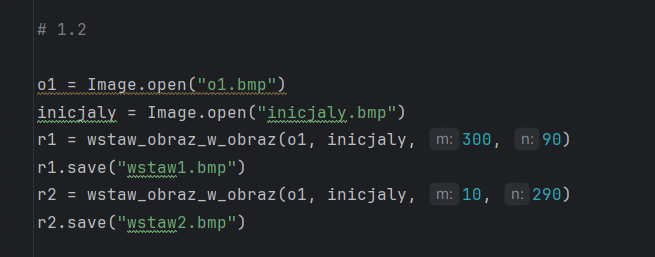 # 1.2
o1 = Image.open("o1.bmp")
inicjaly = Image.open("inicjaly.bmp")
r1 = wstaw_obraz_w_obraz(o1, inicjaly, m: 300, n: 90)
r1.save("wstaw1.bmp")
r2 = wstaw_obraz_w_obraz(o1, inicjaly, m: 10, n: 290)
r2.save("wstaw2.bmp")